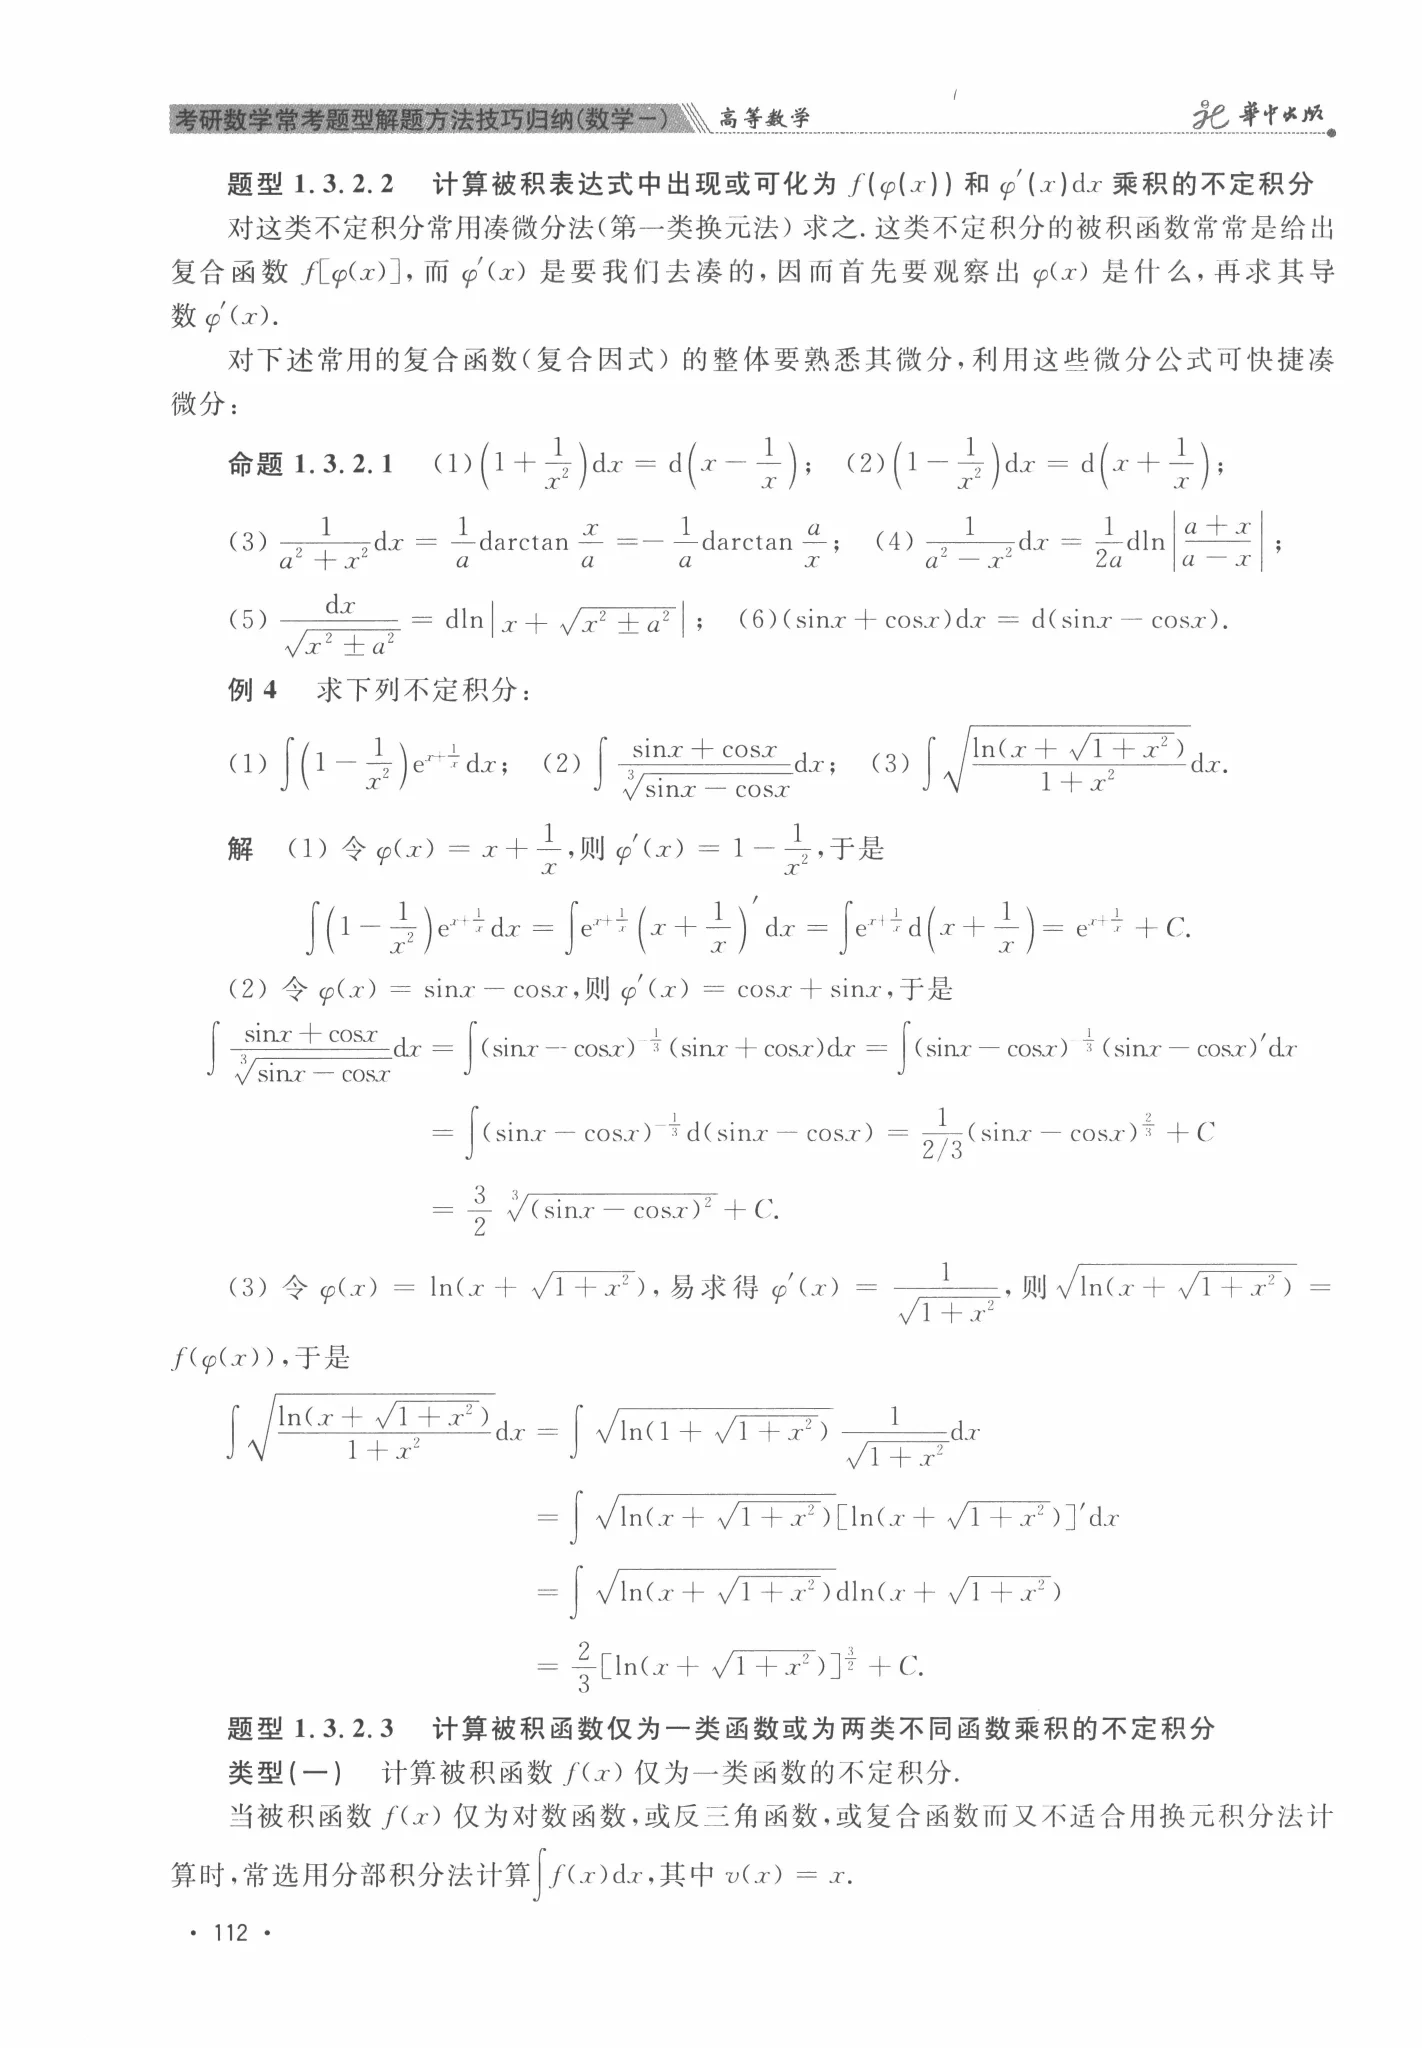 考研数学常考题型解题方法技巧归纳(数学一) 高等数学 华中出版
题型 1.3.2.2 计算被积表达式中出现或可化为 f(φ(x)) 和 φ′(x)dx 乘积的不定积分
对这类不定积分常用凑微分法(第一类换元法)求之. 这类不定积分的被积函数常常是给出
复合函数 f[φ(x)],而 φ′(x) 是要我们去凑的,因而首先要观察出 φ(x) 是什么,再求其导
数 φ′(x).
对下述常用的复合函数(复合因式)的整体要熟悉其微分,利用这些微分公式可快捷凑
微分:
命题 1.3.2.1 (1) $\left(1+\frac{1}{x^2}\right)dx = d\left(x-\frac{1}{x}\right)$; (2) $\left(1-\frac{1}{x^2}\right)dx = d\left(x+\frac{1}{x}\right)$;
(3) $\frac{1}{a^2+x^2}dx = \frac{1}{a}d\arctan\frac{x}{a} = -\frac{1}{a}d\arctan\frac{a}{x}$; (4) $\frac{1}{a^2-x^2}dx = \frac{1}{2a}d\ln\left|\frac{a+x}{a-x}\right|$;
(5) $\frac{dx}{\sqrt{x^2\pm a^2}} = d\ln\left|x+\sqrt{x^2\pm a^2}\right|$; (6)(sinx + cosx)dx = d(sinx − cosx).
例 4 求下列不定积分:
(1) $\int\left(1-\frac{1}{x^2}\right)e^{x+\frac{1}{x}}dx$; (2) $\int\frac{\sin x+\cos x}{\sqrt[3]{\sin x-\cos x}}dx$; (3) $\int\sqrt{\frac{\ln(x+\sqrt{1+x^2})}{1+x^2}}dx$.
解 (1) 令 $φ(x) = x+\frac{1}{x}$,则 $φ′(x) = 1-\frac{1}{x^2}$,于是
$\int\left(1-\frac{1}{x^2}\right)e^{x+\frac{1}{x}}dx = \int e^{x+\frac{1}{x}}\left(x+\frac{1}{x}\right)'dx = \int e^{x+\frac{1}{x}}d\left(x+\frac{1}{x}\right) = e^{x+\frac{1}{x}}+C.$
(2) 令 φ(x) = sinx − cosx,则 φ′(x) = cosx + sinx,于是
$\int\frac{\sin x+\cos x}{\sqrt[3]{\sin x-\cos x}}dx = \int(\sin x-\cos x)^{-\frac{1}{3}}(\sin x+\cos x)dx = \int(\sin x-\cos x)^{-\frac{1}{3}}(\sin x-\cos x)'dx$
$= \int(\sin x-\cos x)^{-\frac{1}{3}}d(\sin x-\cos x) = \frac{1}{2/3}(\sin x-\cos x)^{\frac{2}{3}}+C$
$= \frac{3}{2}\sqrt[3]{(\sin x-\cos x)^2}+C.$
(3) 令 $φ(x) = \ln(x+\sqrt{1+x^2})$,易求得 $φ′(x) = \frac{1}{\sqrt{1+x^2}}$,则 $\sqrt{\ln(x+\sqrt{1+x^2})} =$
f(φ(x)),于是
$\int\sqrt{\frac{\ln(x+\sqrt{1+x^2})}{1+x^2}}dx = \int\sqrt{\ln(1+\sqrt{1+x^2})}\frac{1}{\sqrt{1+x^2}}dx$
$= \int\sqrt{\ln(x+\sqrt{1+x^2})}[\ln(x+\sqrt{1+x^2})]'dx$
$= \int\sqrt{\ln(x+\sqrt{1+x^2})}d\ln(x+\sqrt{1+x^2})$
$= \frac{2}{3}[\ln(x+\sqrt{1+x^2})]^{\frac{3}{2}}+C.$
题型 1.3.2.3 计算被积函数仅为一类函数或为两类不同函数乘积的不定积分
类型(一) 计算被积函数 f(x) 仅为一类函数的不定积分.
当被积函数 f(x) 仅为对数函数,或反三角函数,或复合函数而又不适合用换元积分法计
算时,常选用分部积分法计算 $\int f(x)dx$,其中 v(x) = x.
· 112 ·